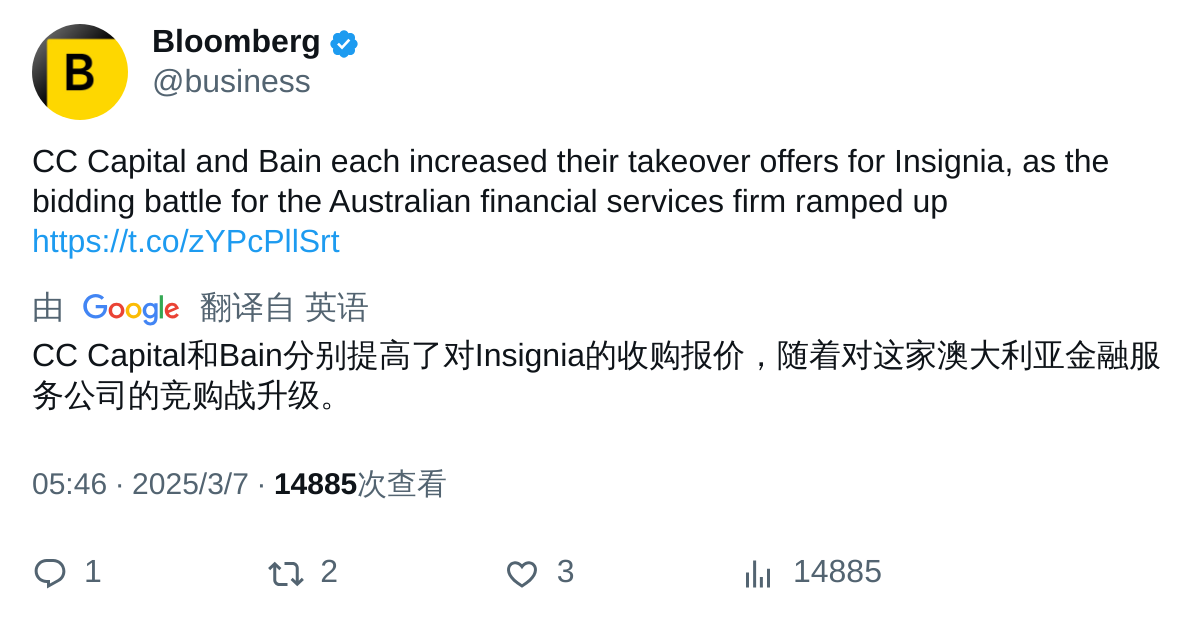 B
Bloomberg
@business
CC Capital and Bain each increased their takeover offers for Insignia, as the
bidding battle for the Australian financial services firm ramped up
https://t.co/zYPcPllSrt
由 Google 翻译自 英语
CC Capital和Bain分别提高了对Insignia的收购报价，随着对这家澳大利亚金融服
务公司的竞购战升级。
05:46 · 2025/3/7 · 14885次查看
1 2 3 14885